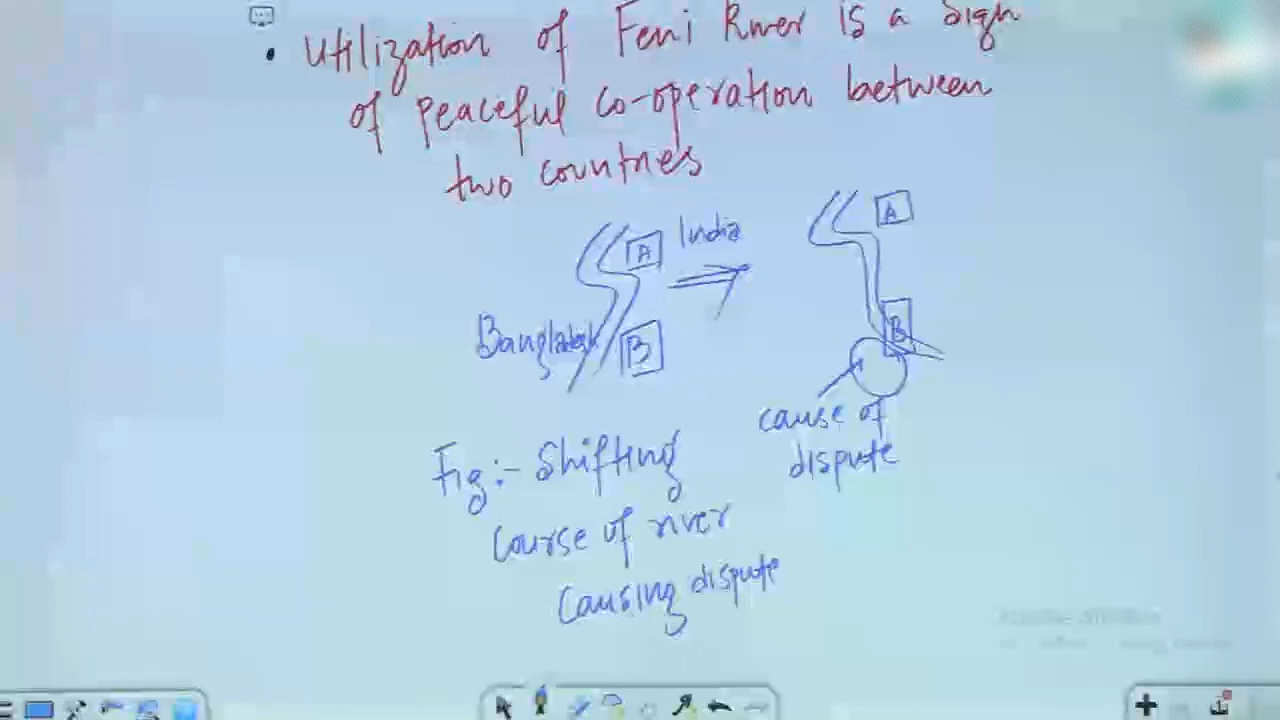 • Utilization of Feni River is a sign
of peaceful co-operation between
two countries
A
India
A
Bangladesh
B
B
cause of
dispute
Fig:- Shifting
course of river
causing dispute